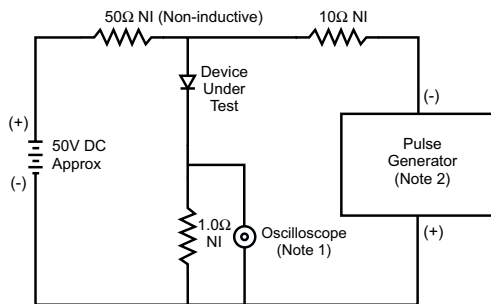 50Ω NI (Non-inductive)
10Ω NI
Device
Under
Test
(-)
(+)
50V DC
Approx
(-)
Pulse
Generator
(Note 2)
1.0Ω
NI
Oscilloscope
(Note 1)
(+)